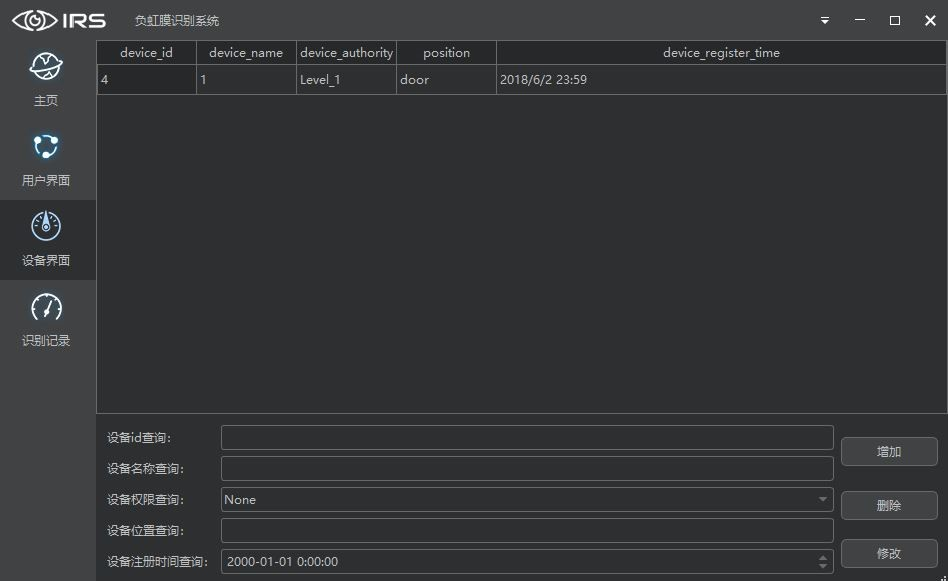 IRS 负虹膜识别系统
主页
用户界面
设备界面
识别记录
device_id device_name device_authority position device_register_time
4 1 Level_1 door 2018/6/2 23:59
设备id查询:
设备名称查询:
设备权限查询: None
设备位置查询:
设备注册时间查询: 2000-01-01 0:00:00
增加
删除
修改